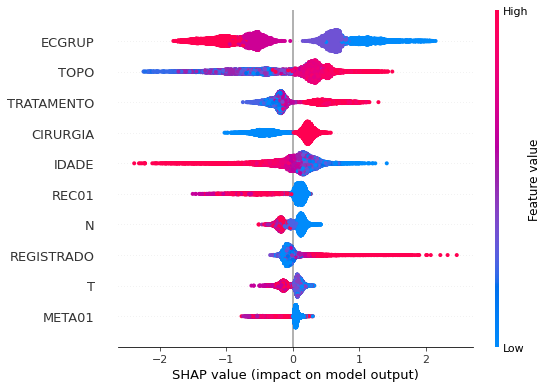 High
ECGRUP
TOPO
TRATAMENTO
CIRURGIA
IDADE
REC01
N
REGISTRADO
T
META01
Feature value
Low
−2 −1 0 1 2
SHAP value (impact on model output)